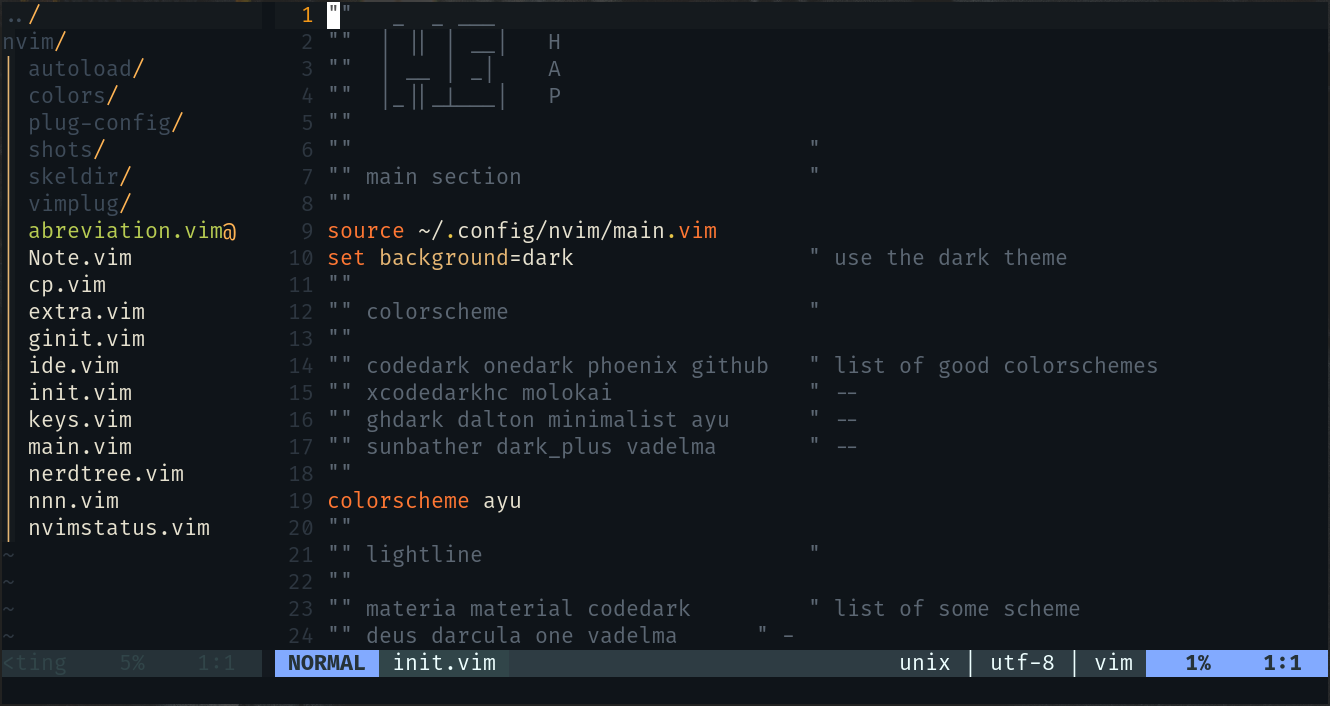 ../
nvim/
autoload/
colors/
plug-config/
shots/
skeldir/
vimplug/
abreviation.vim@
Note.vim
cp.vim
extra.vim
ginit.vim
ide.vim
init.vim
keys.vim
main.vim
nerdtree.vim
nnn.vim
nvimstatus.vim
~
~
~
~
<ting 5% 1:1
1 ""    _  _ ___
2 ""   | || | __|   H
3 ""   | __ | _|    A
4 ""   |_||_|___|   P
5 ""
6 "" "
7 "" main section "
8 ""
9 source ~/.config/nvim/main.vim
10 set background=dark " use the dark theme
11 ""
12 "" colorscheme "
13 ""
14 "" codedark onedark phoenix github " list of good colorschemes
15 "" xcodedarkhc molokai " --
16 "" ghdark dalton minimalist ayu " --
17 "" sunbather dark_plus vadelma " --
18 ""
19 colorscheme ayu
20 ""
21 "" lightline "
22 ""
23 "" materia material codedark " list of some scheme
24 "" deus darcula one vadelma " -
NORMAL init.vim unix | utf-8 | vim 1% 1:1